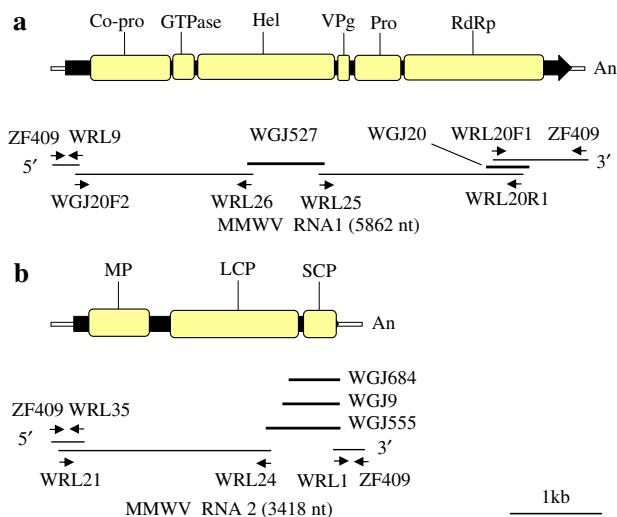 a
Co-pro GTPase Hel VPg Pro RdRp
An
ZF409 WRL9 WGJ527 WGJ20 WRL20F1 ZF409
5′ 3′
WGJ20F2 WRL26 WRL25 WRL20R1
MMWV RNA1 (5862 nt)
b
MP LCP SCP
An
WGJ684
WGJ9
ZF409 WRL35 WGJ555
5′ 3′
WRL21 WRL24 WRL1 ZF409
MMWV RNA 2 (3418 nt)
1kb